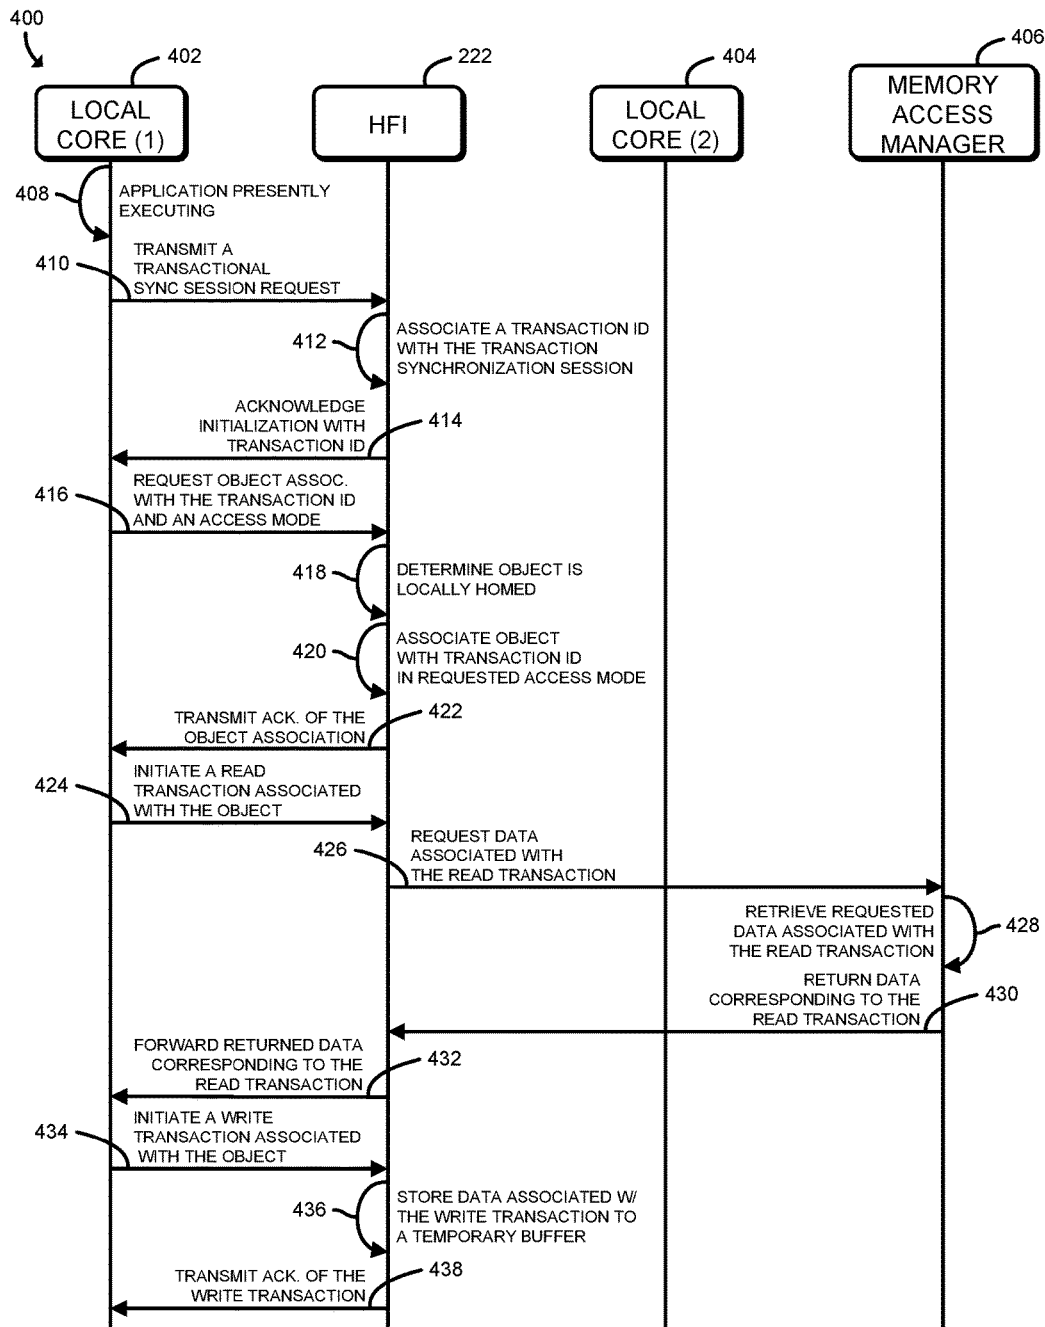 400
402
222
404
406
LOCAL
CORE (1)
HFI
LOCAL
CORE (2)
MEMORY
ACCESS
MANAGER
408
APPLICATION PRESENTLY
EXECUTING
410
TRANSMIT A
TRANSACTIONAL
SYNC SESSION REQUEST
412
ASSOCIATE A TRANSACTION ID
WITH THE TRANSACTION
SYNCHRONIZATION SESSION
ACKNOWLEDGE
INITIALIZATION WITH
TRANSACTION ID
414
416
REQUEST OBJECT ASSOC.
WITH THE TRANSACTION ID
AND AN ACCESS MODE
418
DETERMINE OBJECT IS
LOCALLY HOMED
420
ASSOCIATE OBJECT
WITH TRANSACTION ID
IN REQUESTED ACCESS MODE
TRANSMIT ACK. OF THE
OBJECT ASSOCIATION
422
424
INITIATE A READ
TRANSACTION ASSOCIATED
WITH THE OBJECT
426
REQUEST DATA
ASSOCIATED WITH
THE READ TRANSACTION
RETRIEVE REQUESTED
DATA ASSOCIATED WITH
THE READ TRANSACTION
428
RETURN DATA
CORRESPONDING TO THE
READ TRANSACTION
430
FORWARD RETURNED DATA
CORRESPONDING TO THE
READ TRANSACTION
432
434
INITIATE A WRITE
TRANSACTION ASSOCIATED
WITH THE OBJECT
436
STORE DATA ASSOCIATED W/
THE WRITE TRANSACTION TO
A TEMPORARY BUFFER
TRANSMIT ACK. OF THE
WRITE TRANSACTION
438